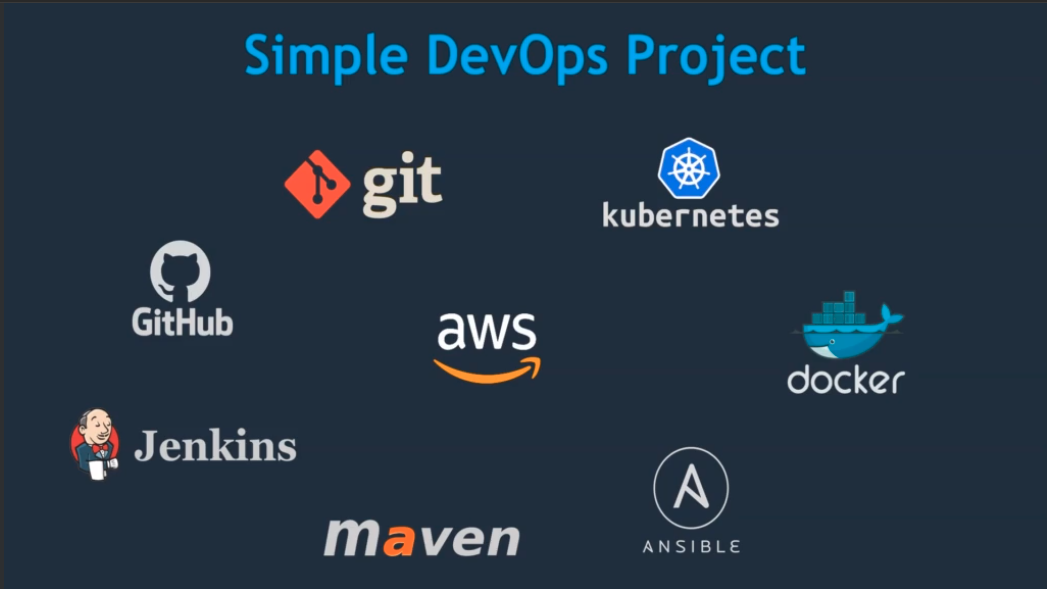 Simple DevOps Project
git
kubernetes
GitHub
aws
docker
Jenkins
maven
ANSIBLE